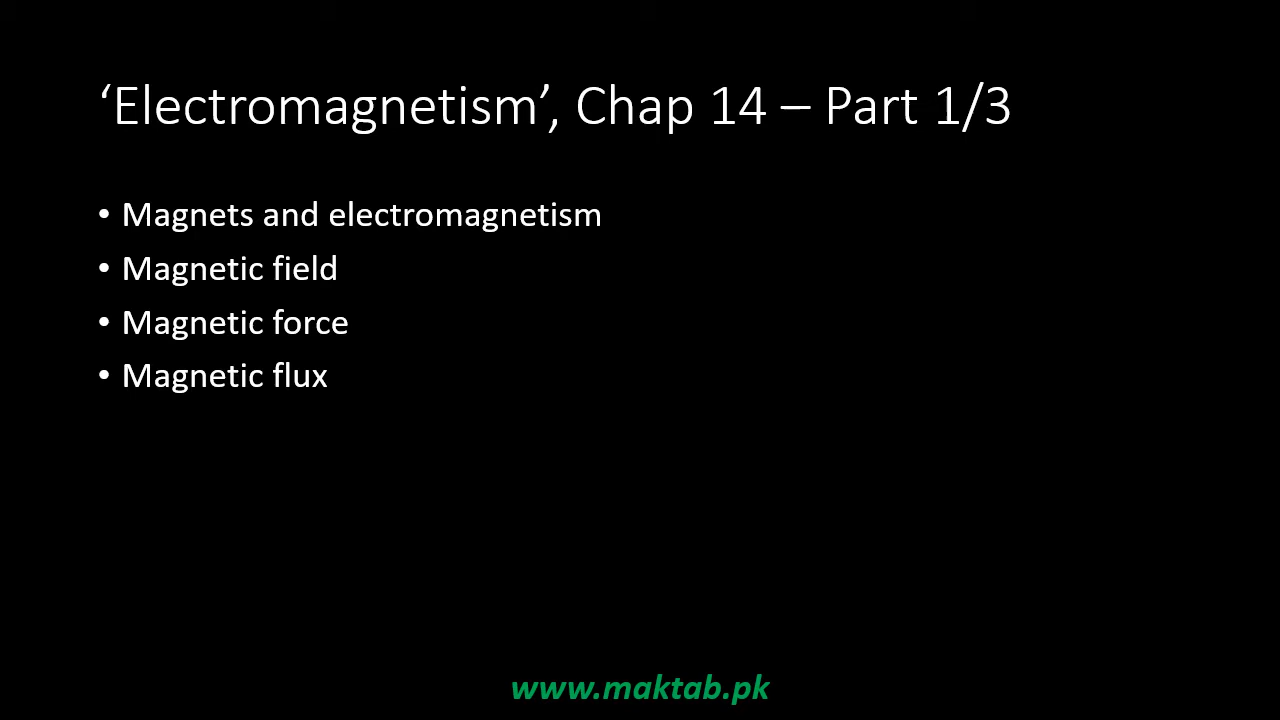 ‘Electromagnetism’, Chap 14 – Part 1/3
• Magnets and electromagnetism
• Magnetic field
• Magnetic force
• Magnetic flux
www.maktab.pk